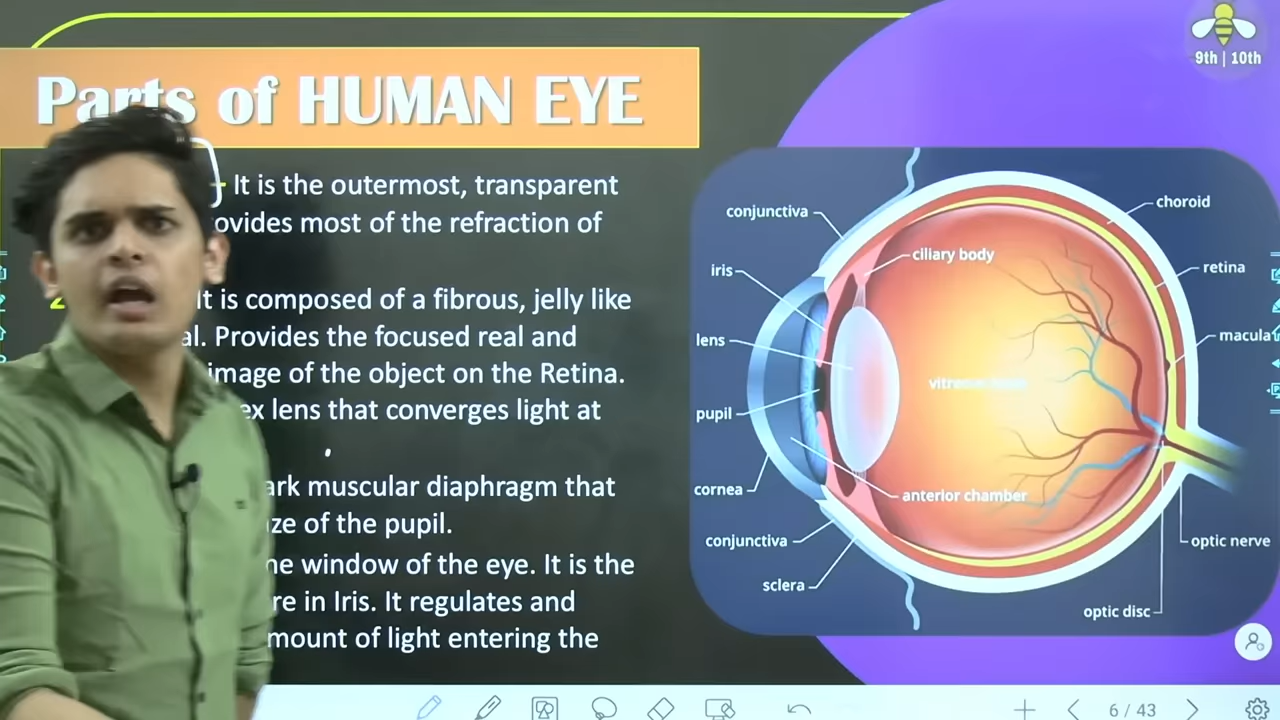 9th | 10th
Parts of HUMAN EYE
It is the outermost, transparent
ovides most of the refraction of
It is composed of a fibrous, jelly like
al. Provides the focused real and
image of the object on the Retina.
ex lens that converges light at
ark muscular diaphragm that
ze of the pupil.
ne window of the eye. It is the
re in Iris. It regulates and
mount of light entering the
conjunctiva
choroid
ciliary body
iris
retina
lens
macula
vitreous
pupil
cornea
anterior chamber
conjunctiva
optic nerve
sclera
optic disc
6 / 43